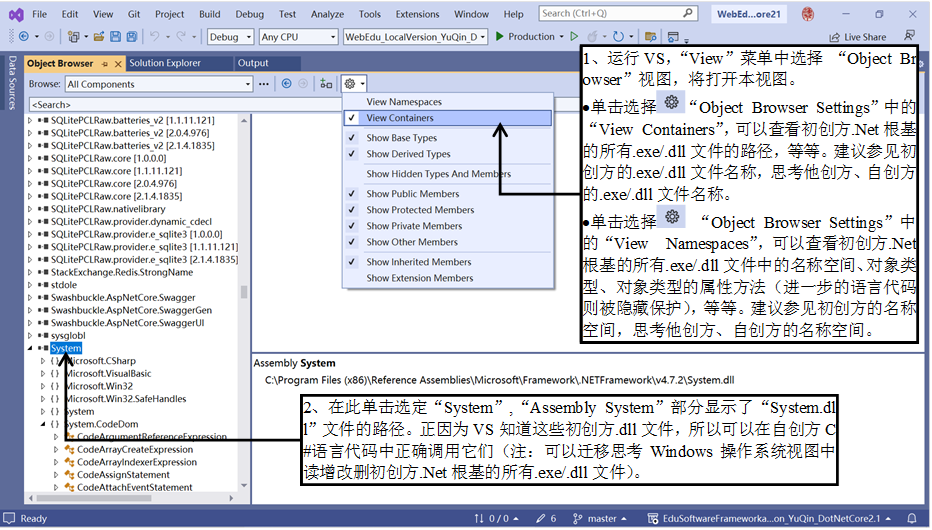 File Edit View Git Project Build Debug Test Analyze Tools Extensions Window Help Search (Ctrl+Q) WebEdu...ore21
Debug Any CPU WebEdu_LocalVersion_YuQin_D Production Live Share
Data Sources
Object Browser Solution Explorer Output
Browse: All Components
<Search>
SQLitePCLRaw.batteries_v2 [1.1.11.121]
SQLitePCLRaw.batteries_v2 [2.0.4.976]
SQLitePCLRaw.batteries_v2 [2.1.4.1835]
SQLitePCLRaw.core [1.0.0.0]
SQLitePCLRaw.core [1.1.11.121]
SQLitePCLRaw.core [2.0.4.976]
SQLitePCLRaw.core [2.1.4.1835]
SQLitePCLRaw.nativelibrary
SQLitePCLRaw.provider.dynamic_cdecl
SQLitePCLRaw.provider.e_sqlite3 [1.0.0.0]
SQLitePCLRaw.provider.e_sqlite3 [1.1.11.121]
SQLitePCLRaw.provider.e_sqlite3 [2.1.4.1835]
StackExchange.Redis.StrongName
stdole
Swashbuckle.AspNetCore.Swagger
Swashbuckle.AspNetCore.SwaggerGen
Swashbuckle.AspNetCore.SwaggerUI
sysglobl
System
{ } Microsoft.CSharp
{ } Microsoft.VisualBasic
{ } Microsoft.Win32
{ } Microsoft.Win32.SafeHandles
{ } System
{ } System.CodeDom
CodeArgumentReferenceExpression
CodeArrayCreateExpression
CodeArrayIndexerExpression
CodeAssignStatement
CodeAttachEventStatement
View Namespaces
View Containers
Show Base Types
Show Derived Types
Show Hidden Types And Members
Show Public Members
Show Protected Members
Show Private Members
Show Other Members
Show Inherited Members
Show Extension Members
1、运行 VS，“View”菜单中选择 “Object Br
owser”视图，将打开本视图。
●单击选择 “Object Browser Settings”中的
“View Containers”，可以查看初创方.Net 根基
的所有.exe/.dll 文件的路径，等等。建议参见初
创方的.exe/.dll 文件名称，思考他创方、自创方
的.exe/.dll 文件名称。
●单击选择 “Object Browser Settings”中
的“View Namespaces”，可以查看初创方.Net
根基的所有.exe/.dll 文件中的名称空间、对象类
型、对象类型的属性方法（进一步的语言代码
则被隐藏保护），等等。建议参见初创方的名称
空间，思考他创方、自创方的名称空间。
Assembly System
C:\Program Files (x86)\Reference Assemblies\Microsoft\Framework\.NETFramework\v4.7.2\System.dll
2、在此单击选定“System”,“Assembly System”部分显示了“System.dl
l”文件的路径。正因为 VS 知道这些初创方.dll 文件，所以可以在自创方 C
#语言代码中正确调用它们（注：可以迁移思考 Windows 操作系统视图中
读增改删初创方.Net 根基的所有.exe/.dll 文件）。
Ready 0 / 0 6 master EduSoftwareFrameworka...on_YuQin_DotNetCore2.1